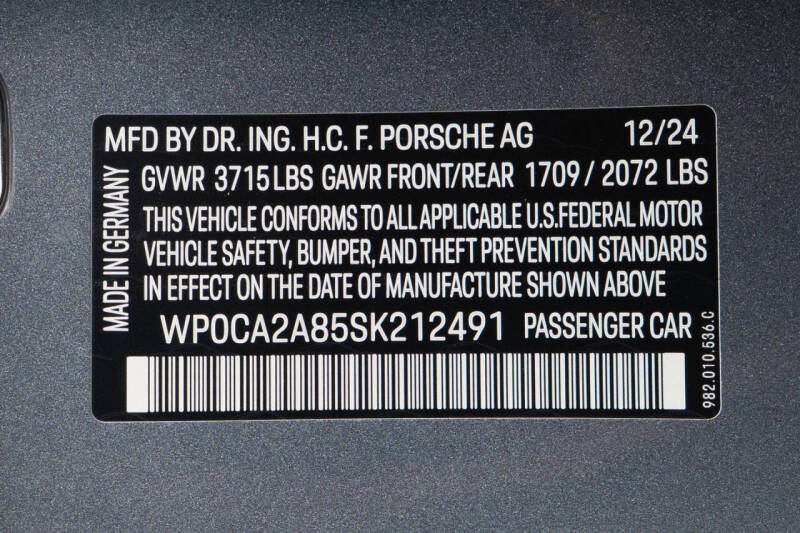 MFD BY DR. ING. H.C. F. PORSCHE AG 12/24
GVWR 3715 LBS GAWR FRONT/REAR 1709 / 2072 LBS
THIS VEHICLE CONFORMS TO ALL APPLICABLE U.S. FEDERAL MOTOR
VEHICLE SAFETY, BUMPER, AND THEFT PREVENTION STANDARDS
IN EFFECT ON THE DATE OF MANUFACTURE SHOWN ABOVE
WP0CA2A85SK212491 PASSENGER CAR
MADE IN GERMANY
982.010.536.C